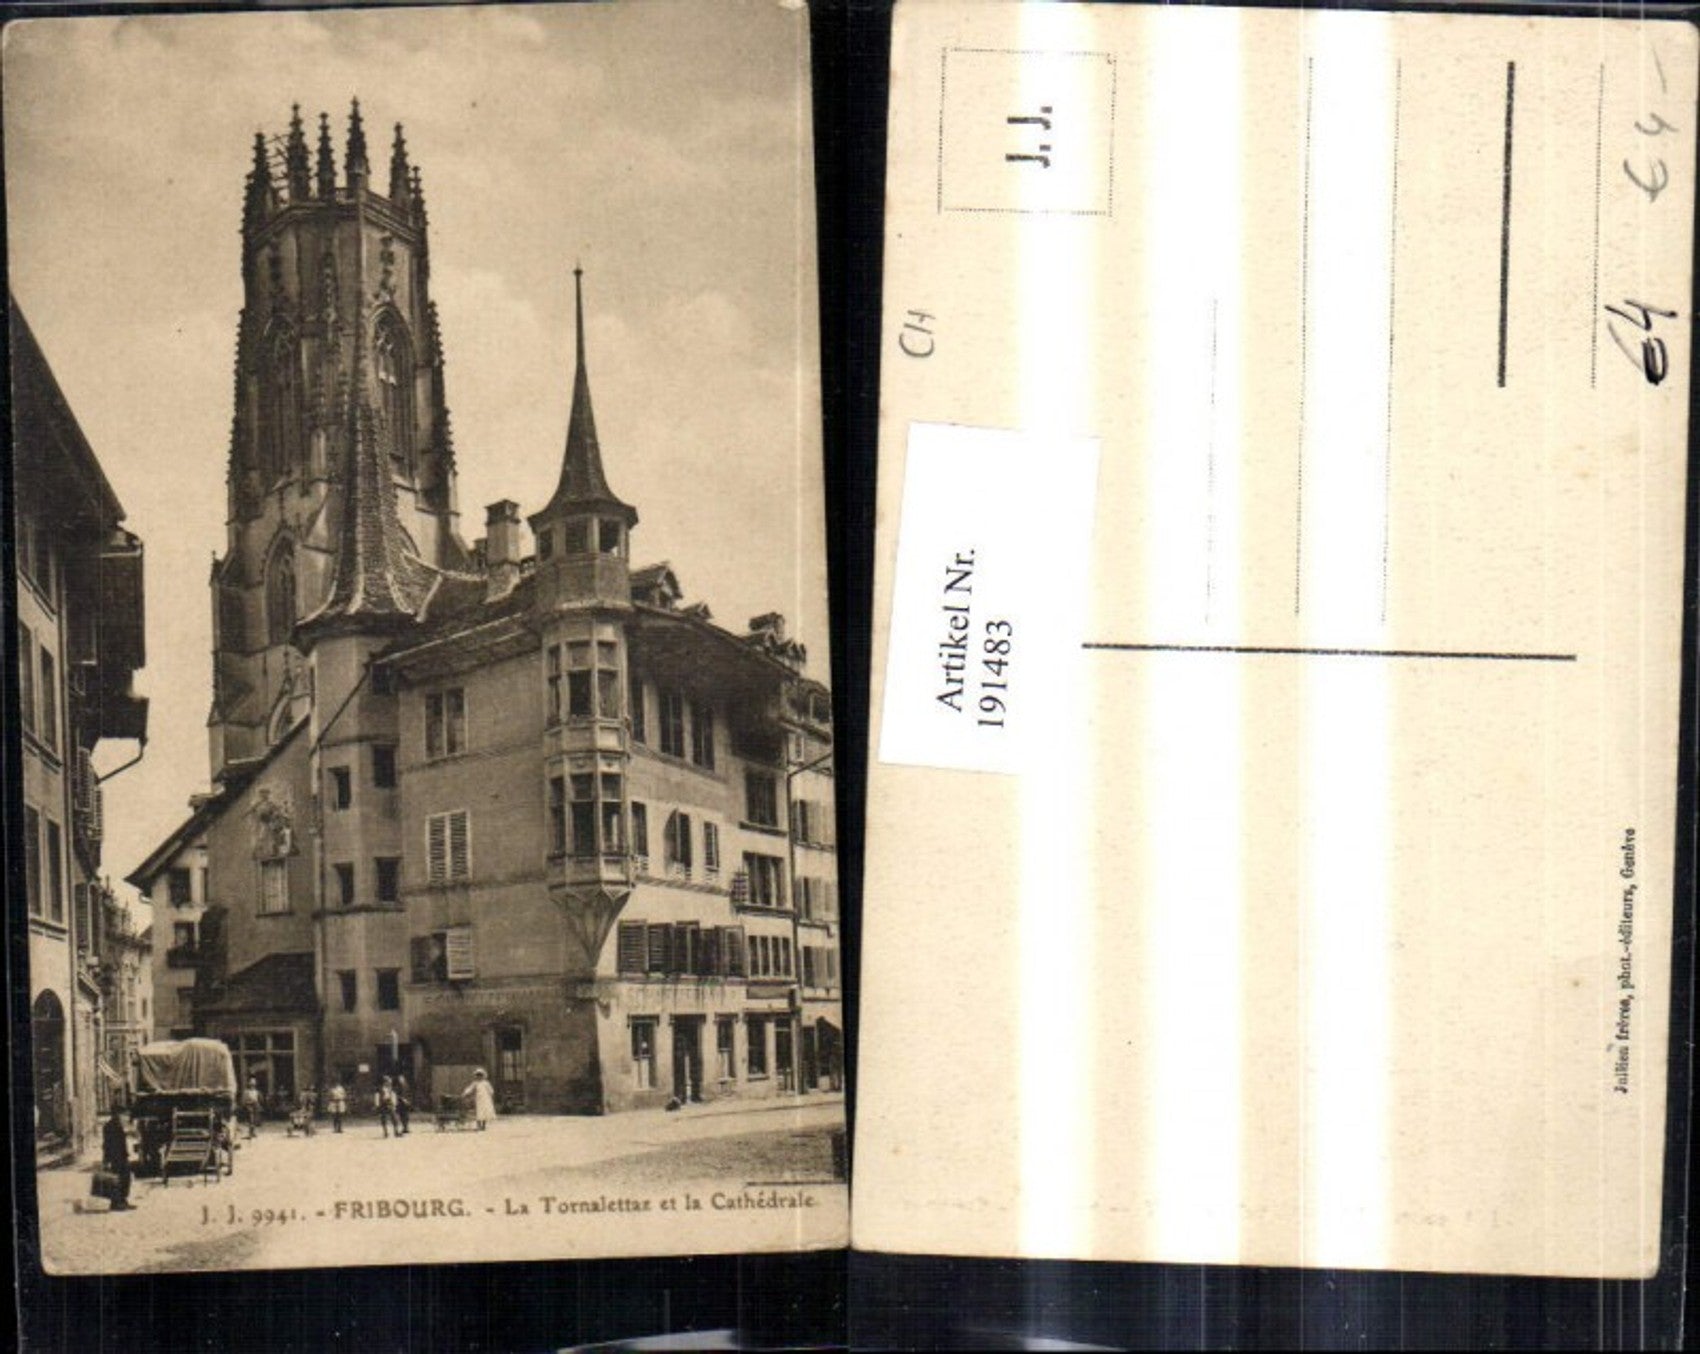 J. J. 9941. - FRIBOURG. - La Tornalettaz et la Cathédrale.
J. J.
CH
Artikel Nr.
191483
€4 -
€4
Jullien frères, phot.-éditeurs, Genève